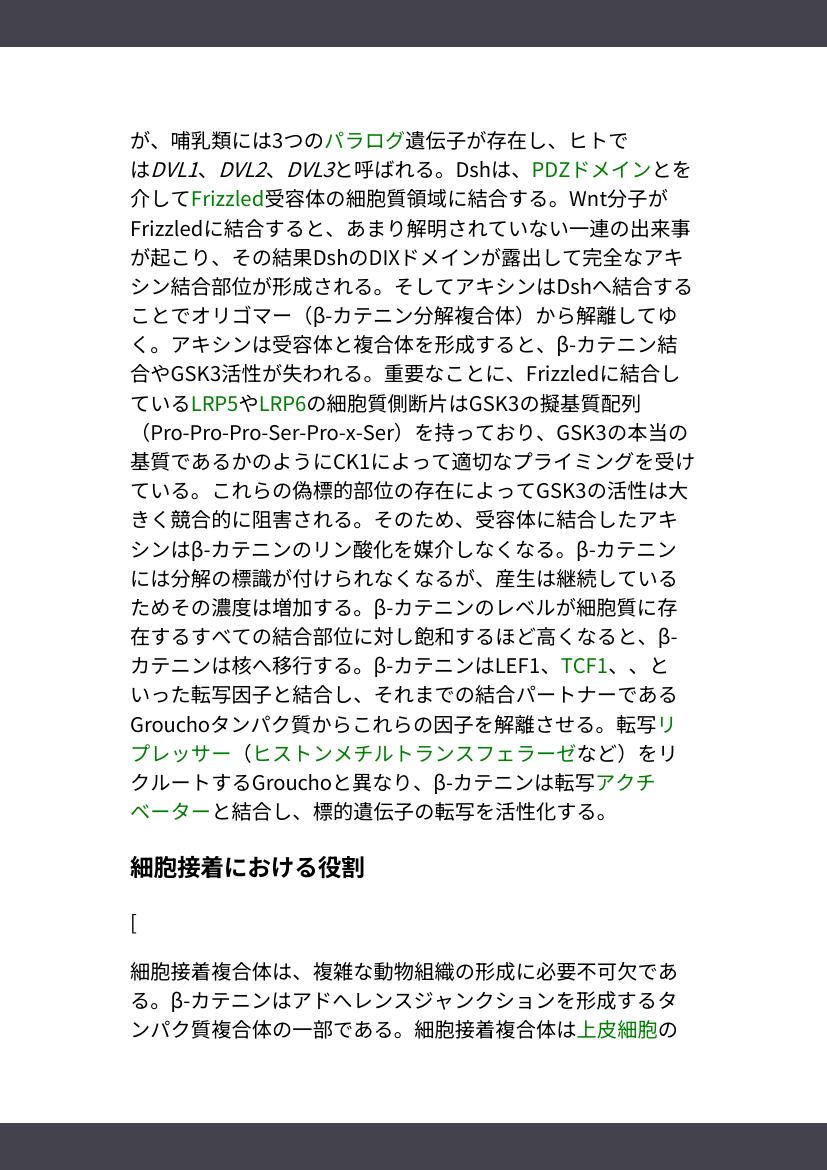 が、哺乳類には3つのパラログ遺伝子が存在し、ヒトで
はDVL1、DVL2、DVL3と呼ばれる。Dshは、PDZドメインとを
介してFrizzled受容体の細胞質領域に結合する。Wnt分子が
Frizzledに結合すると、あまり解明されていない一連の出来事
が起こり、その結果DshのDIXドメインが露出して完全なアキ
シン結合部位が形成される。そしてアキシンはDshへ結合する
ことでオリゴマー（β-カテニン分解複合体）から解離してゆ
く。アキシンは受容体と複合体を形成すると、β-カテニン結
合やGSK3活性が失われる。重要なことに、Frizzledに結合し
ているLRP5やLRP6の細胞質側断片はGSK3の擬基質配列
（Pro-Pro-Pro-Ser-Pro-x-Ser）を持っており、GSK3の本当の
基質であるかのようにCK1によって適切なプライミングを受け
ている。これらの偽標的部位の存在によってGSK3の活性は大
きく競合的に阻害される。そのため、受容体に結合したアキ
シンはβ-カテニンのリン酸化を媒介しなくなる。β-カテニン
には分解の標識が付けられなくなるが、産生は継続している
ためその濃度は増加する。β-カテニンのレベルが細胞質に存
在するすべての結合部位に対し飽和するほど高くなると、β-
カテニンは核へ移行する。β-カテニンはLEF1、TCF1、、と
いった転写因子と結合し、それまでの結合パートナーである
Grouchoタンパク質からこれらの因子を解離させる。転写リ
プレッサー（ヒストンメチルトランスフェラーゼなど）をリ
クルートするGrouchoと異なり、β-カテニンは転写アクチ
ベーターと結合し、標的遺伝子の転写を活性化する。
細胞接着における役割
[
細胞接着複合体は、複雑な動物組織の形成に必要不可欠であ
る。β-カテニンはアドヘレンスジャンクションを形成するタ
ンパク質複合体の一部である。細胞接着複合体は上皮細胞の